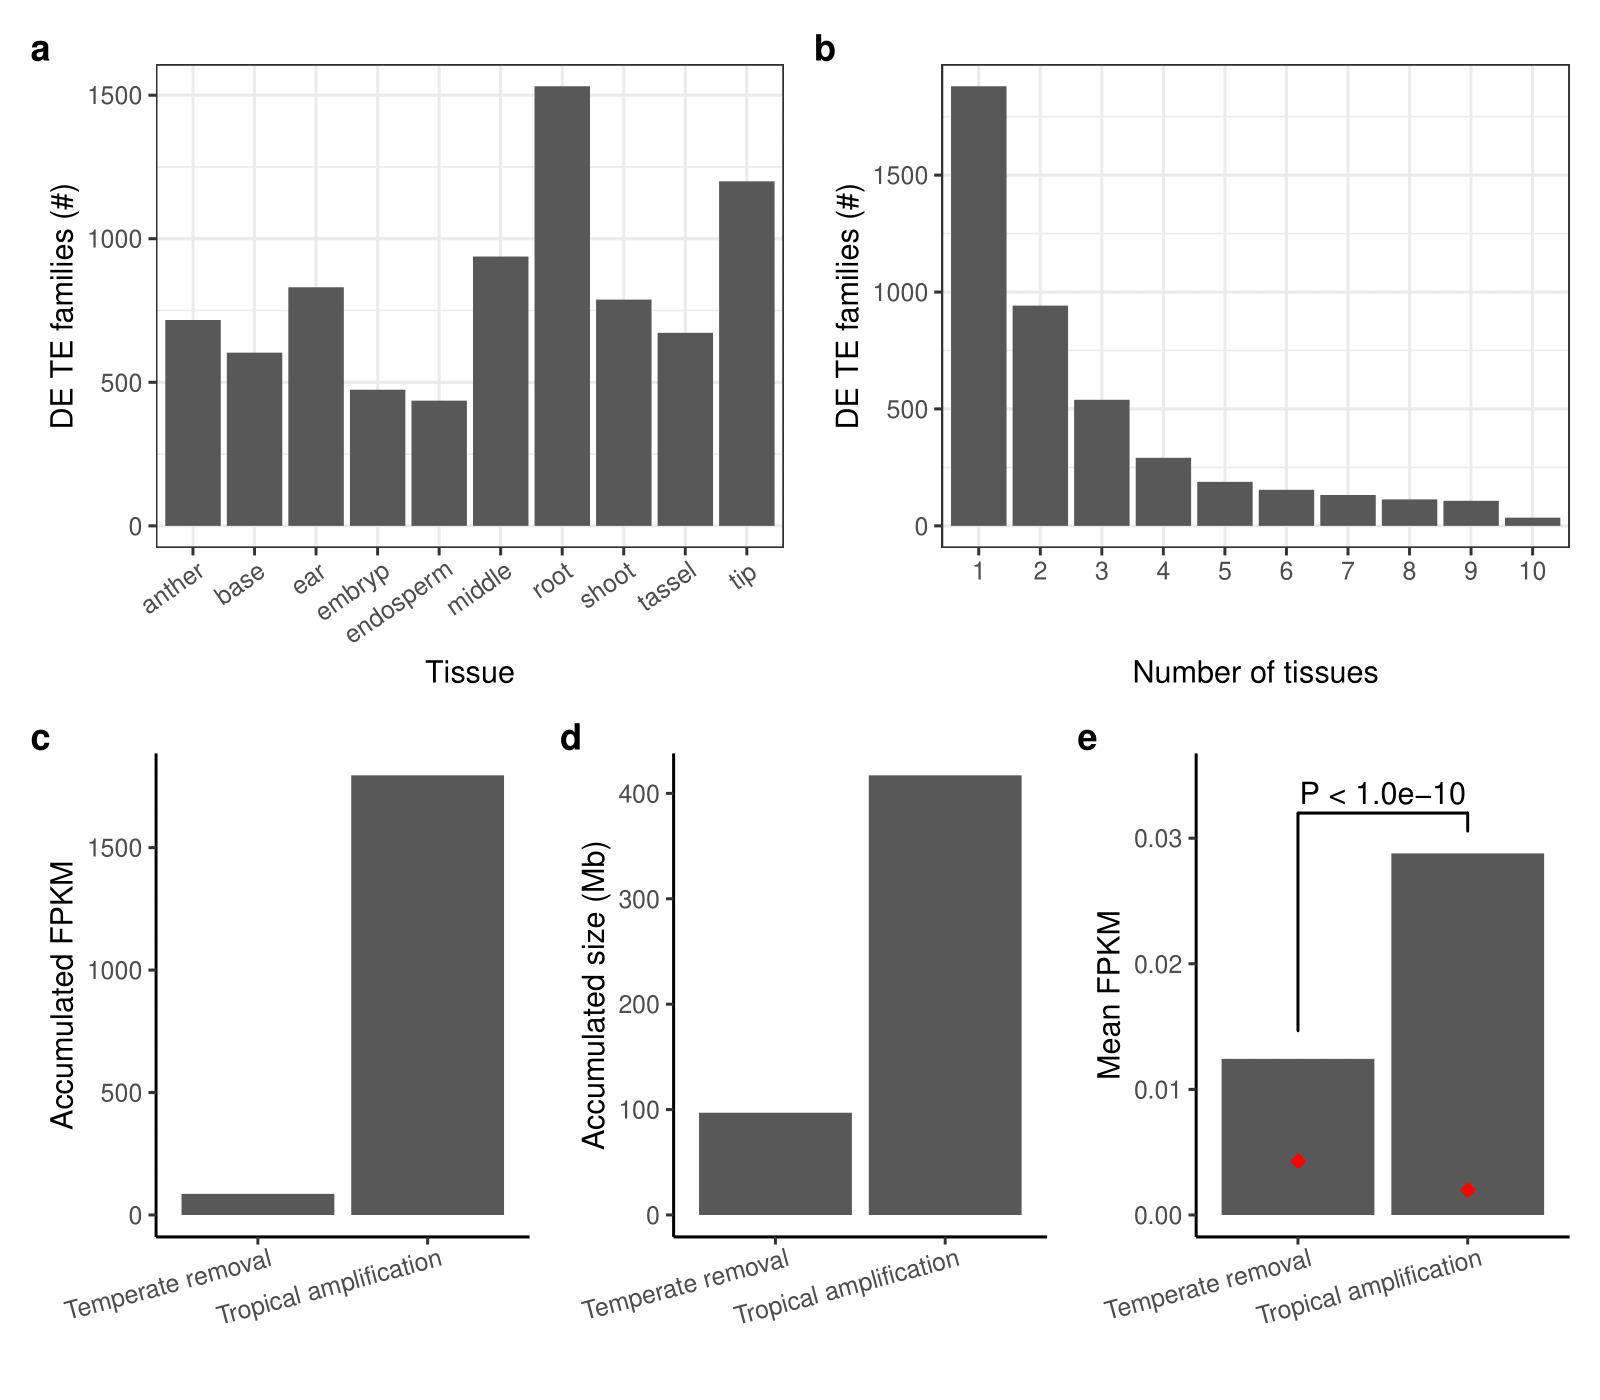 a
DE TE families (#)
1500
1000
500
0
anther
base
ear
embryp
endosperm
middle
root
shoot
tassel
tip
Tissue
b
DE TE families (#)
1500
1000
500
0
1 2 3 4 5 6 7 8 9 10
Number of tissues
c
Accumulated FPKM
1500
1000
500
0
Temperate removal
Tropical amplification
d
Accumulated size (Mb)
400
300
200
100
0
Temperate removal
Tropical amplification
e
Mean FPKM
P < 1.0e−10
0.03
0.02
0.01
0.00
Temperate removal
Tropical amplification